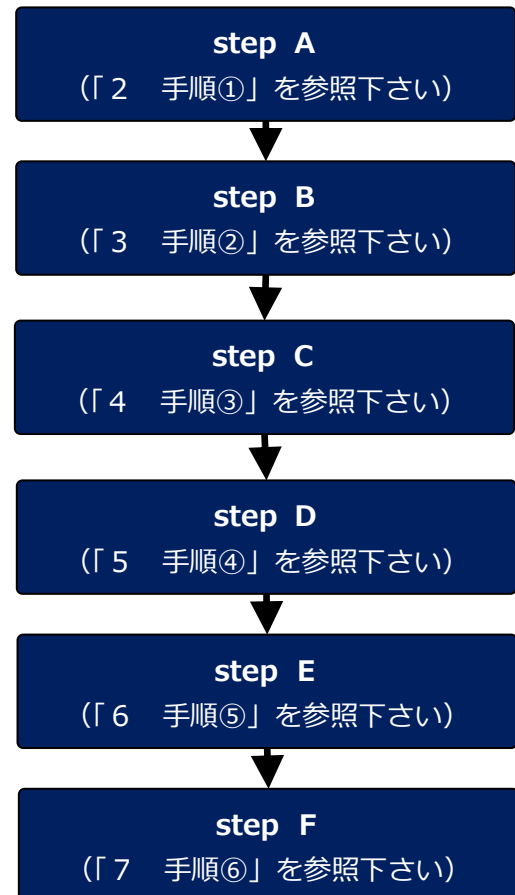 step A
（「２　手順①」を参照下さい）
step B
（「３　手順②」を参照下さい）
step C
（「４　手順③」を参照下さい）
step D
（「５　手順④」を参照下さい）
step E
（「６　手順⑤」を参照下さい）
step F
（「７　手順⑥」を参照下さい）